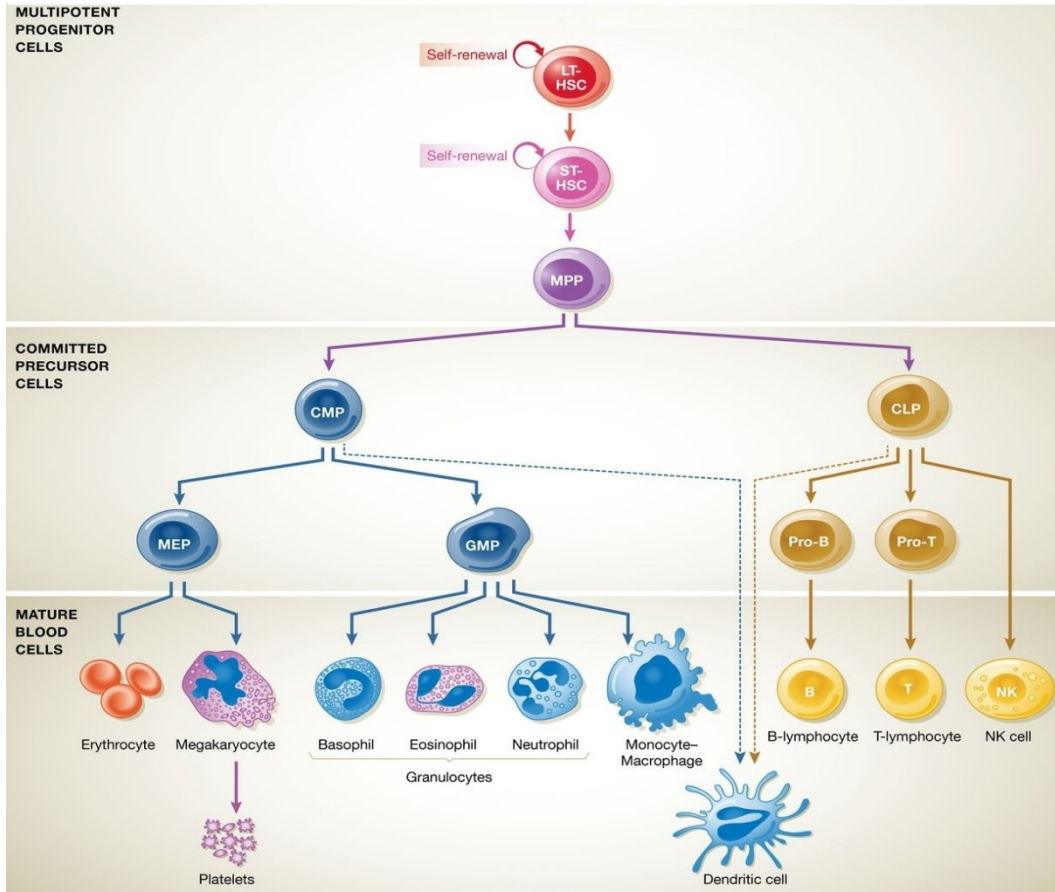 MULTIPOTENT
PROGENITOR
CELLS
Self-renewal
LT-
HSC
Self-renewal
ST-
HSC
MPP
COMMITTED
PRECURSOR
CELLS
CMP
CLP
MEP
GMP
Pro-B
Pro-T
MATURE
BLOOD
CELLS
B
T
NK
Erythrocyte
Megakaryocyte
Basophil
Eosinophil
Neutrophil
Monocyte–
Macrophage
B-lymphocyte
T-lymphocyte
NK cell
Granulocytes
Platelets
Dendritic cell